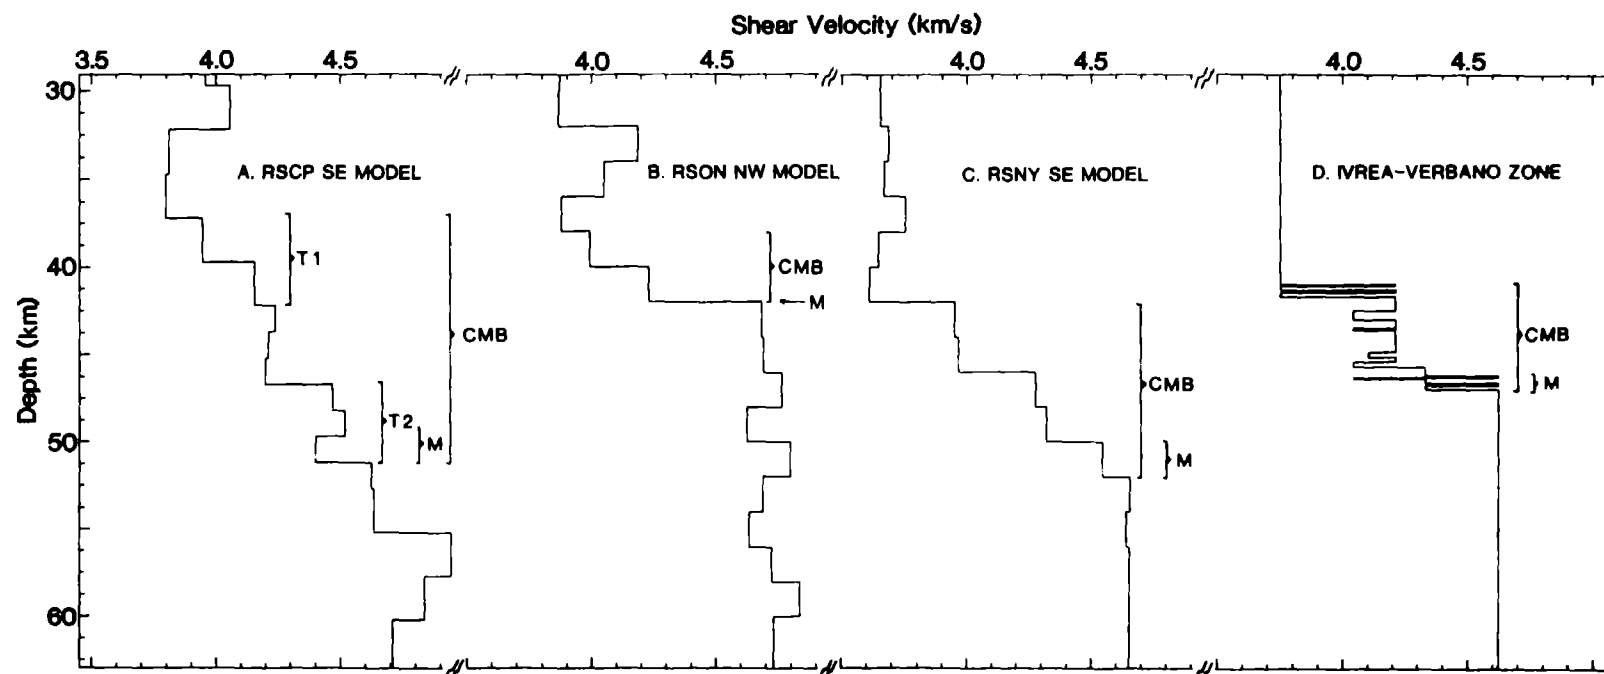 Shear Velocity (km/s)
3.5 4.0 4.5 4.0 4.5 4.0 4.5 4.0 4.5
Depth (km)
30
40
50
60
A. RSCP SE MODEL
T1
CMB
T2
M
B. RSON NW MODEL
CMB
M
C. RSNY SE MODEL
CMB
M
D. IVREA-VERBANO ZONE
CMB
M